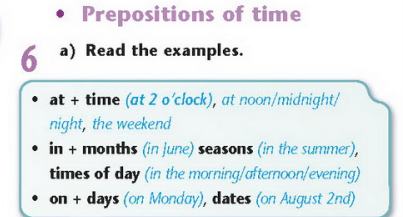 • Prepositions of time
6 a) Read the examples.
• at + time (at 2 o'clock), at noon/midnight/
night, the weekend
• in + months (in June) seasons (in the summer),
times of day (in the morning/afternoon/evening)
• on + days (on Monday), dates (on August 2nd)